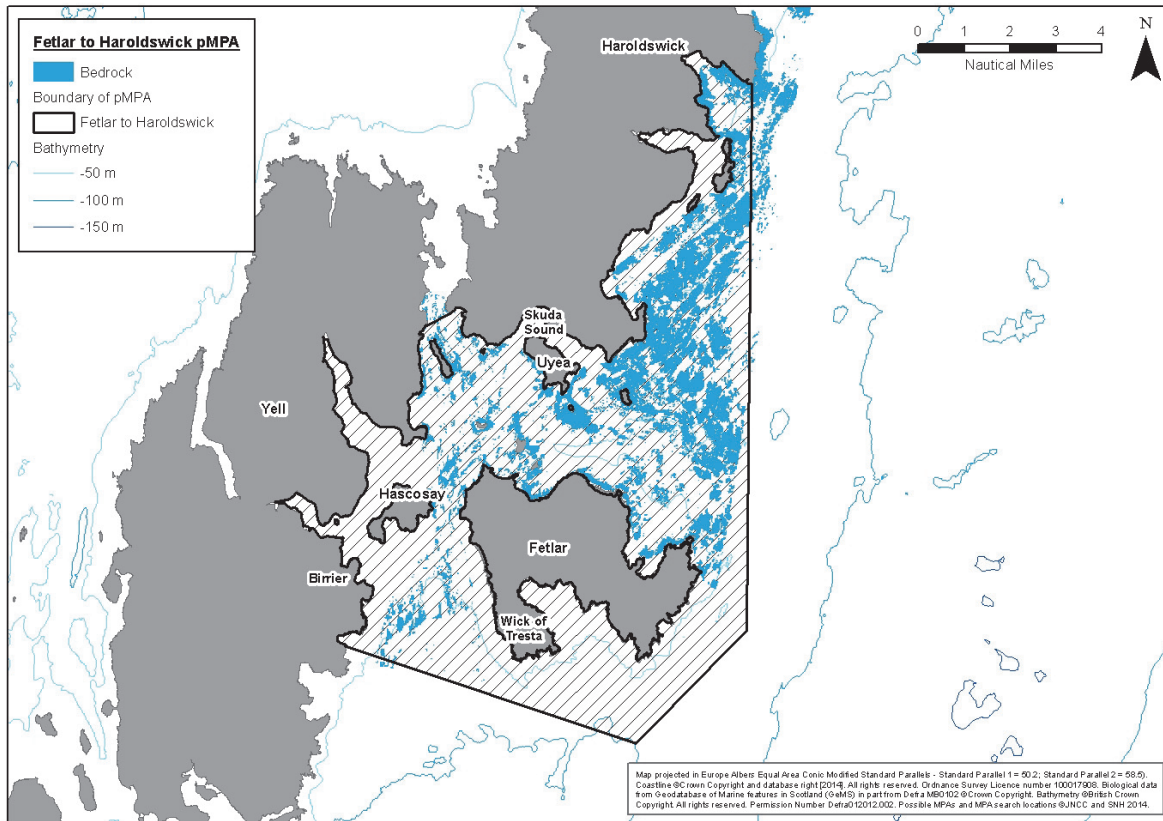 Fetlar to Haroldswick pMPA
Bedrock
Boundary of pMPA
Fetlar to Haroldswick
Bathymetry
-50 m
-100 m
-150 m
Haroldswick
0 1 2 3 4
Nautical Miles
N
Skuda
Sound
Uyea
Yell
Hascosay
Fetlar
Birrier
Wick of
Tresta
Map projected in Europe Albers Equal Area Conic Modified Standard Parallels - Standard Parallel 1 = 50.2; Standard Parallel 2 = 58.5).
Coastline ©Crown Copyright and database right [2014]. All rights reserved. Ordnance Survey Licence number 100017908. Biological data
from Geodatabase of Marine features in Scotland (GeMS) in part from Defra MB0102 ©Crown Copyright. Bathymetry ©British Crown
Copyright. All rights reserved. Permission Number Defra012012.002. Possible MPAs and MPA search locations ©JNCC and SNH 2014.